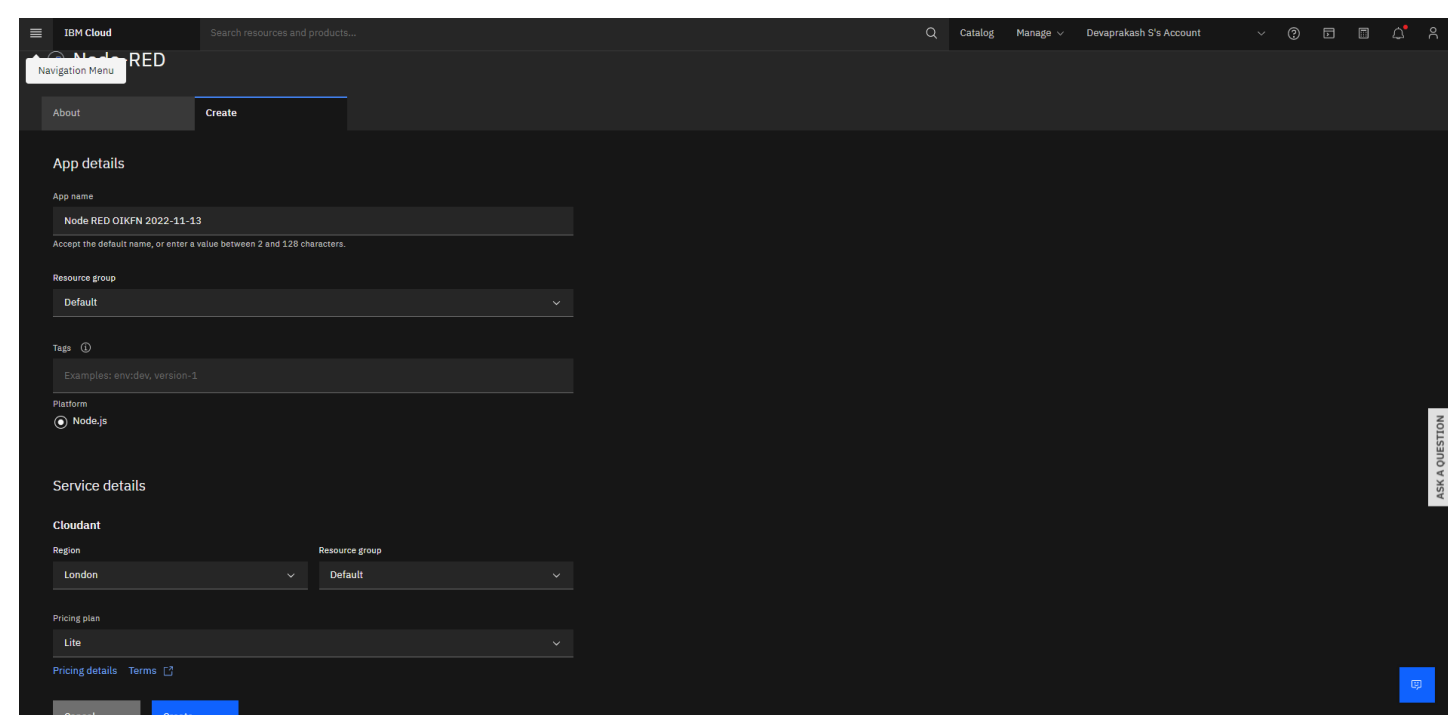 IBM Cloud Search resources and products... Catalog Manage Devaprakash S's Account
Node-RED
Navigation Menu
About Create
App details
App name
Node RED OIKFN 2022-11-13
Accept the default name, or enter a value between 2 and 128 characters.
Resource group
Default
Tags
Examples: env:dev, version-1
Platform
Node.js
Service details
Cloudant
Region Resource group
London Default
Pricing plan
Lite
Pricing details Terms
Cancel Create
ASK A QUESTION